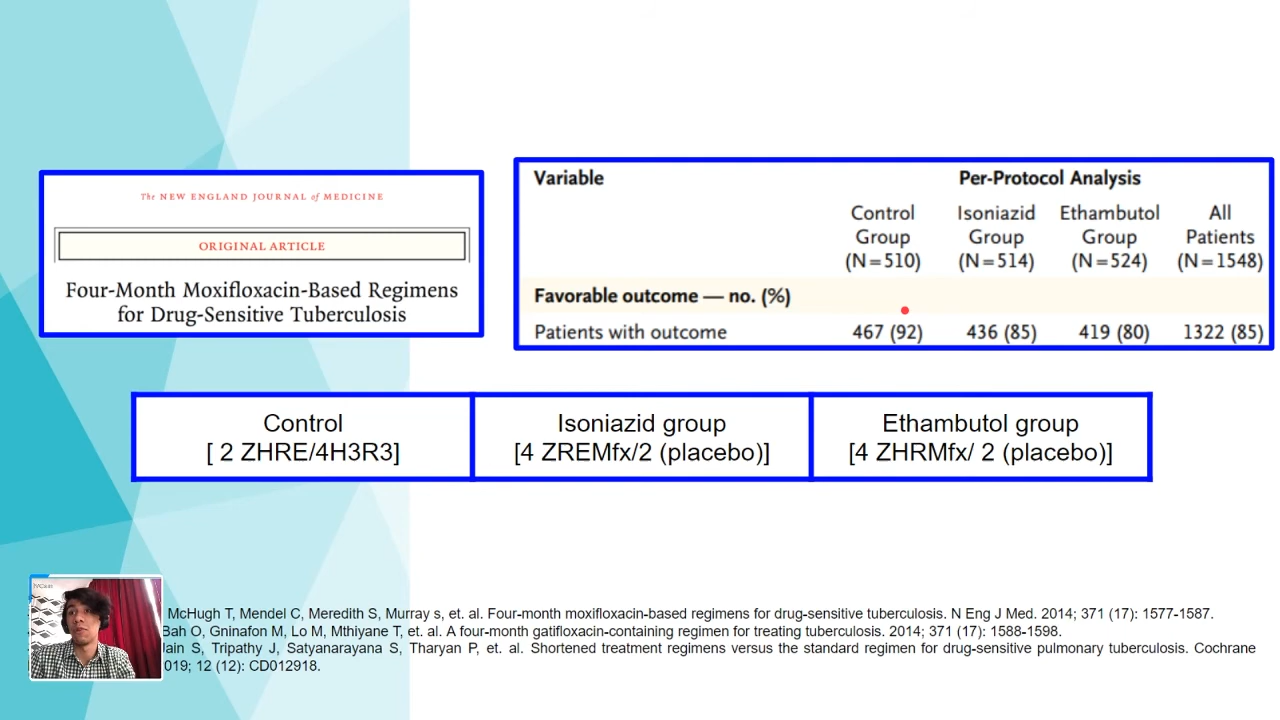 The NEW ENGLAND JOURNAL of MEDICINE
ORIGINAL ARTICLE
Four-Month Moxifloxacin-Based Regimens
for Drug-Sensitive Tuberculosis
Variable Per-Protocol Analysis
Control Isoniazid Ethambutol All
Group Group Group Patients
(N=510) (N=514) (N=524) (N=1548)
Favorable outcome — no. (%)
Patients with outcome 467 (92) 436 (85) 419 (80) 1322 (85)
Control Isoniazid group Ethambutol group
[ 2 ZHRE/4H3R3] [4 ZREMfx/2 (placebo)] [4 ZHRMfx/ 2 (placebo)]
McHugh T, Mendel C, Meredith S, Murray s, et. al. Four-month moxifloxacin-based regimens for drug-sensitive tuberculosis. N Eng J Med. 2014; 371 (17): 1577-1587.
Bah O, Gninafon M, Lo M, Mthiyane T, et. al. A four-month gatifloxacin-containing regimen for treating tuberculosis. 2014; 371 (17): 1588-1598.
Jain S, Tripathy J, Satyanarayana S, Tharyan P, et. al. Shortened treatment regimens versus the standard regimen for drug-sensitive pulmonary tuberculosis. Cochrane
019; 12 (12): CD012918.